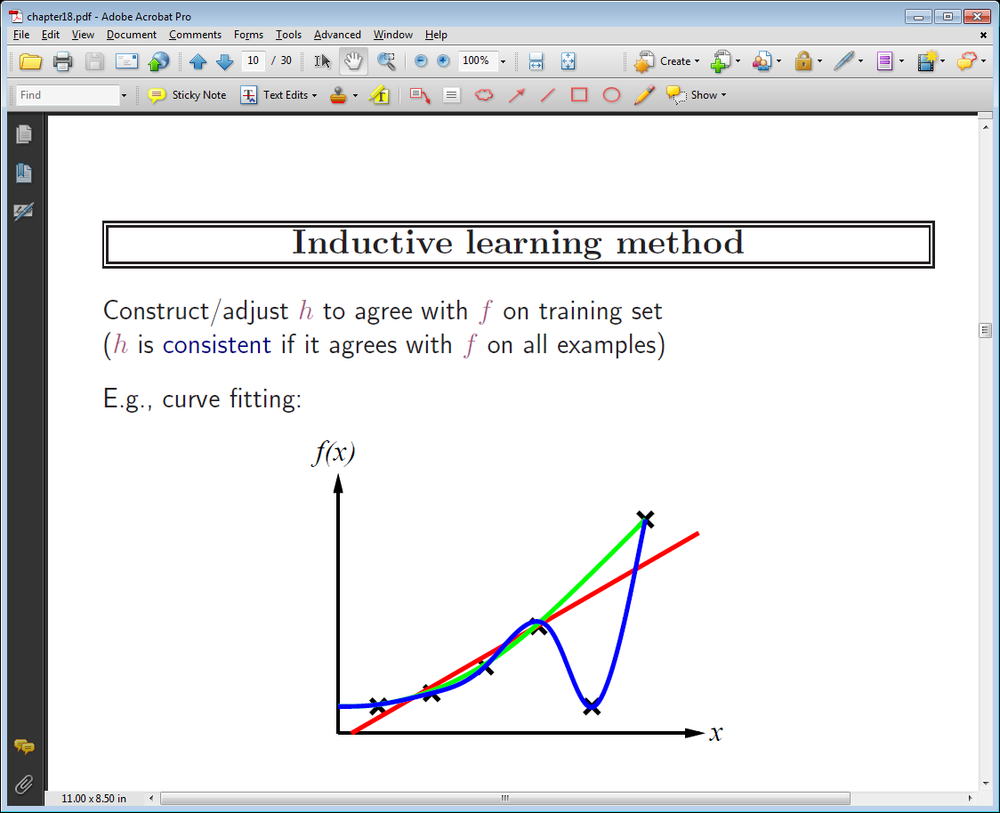 chapter18.pdf - Adobe Acrobat Pro
File Edit View Document Comments Forms Tools Advanced Window Help
10 / 30 100% Create
Find Sticky Note Text Edits Show
Inductive learning method
Construct/adjust h to agree with f on training set
(h is consistent if it agrees with f on all examples)
E.g., curve fitting:
f(x)
x
11.00 x 8.50 in